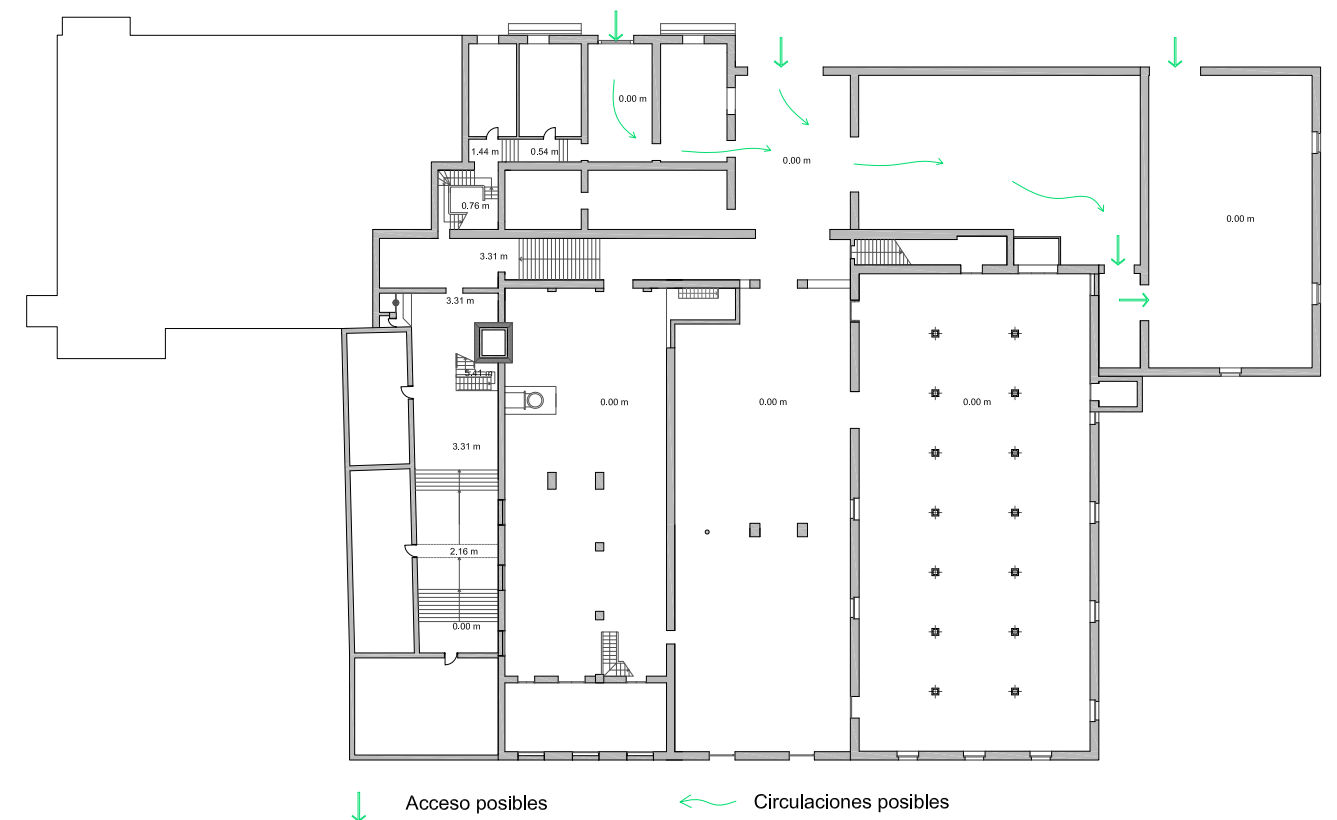 0.00 m
1.44 m
0.54 m
0.00 m
0.76 m
0.00 m
3.31 m
3.31 m
0.00 m
0.00 m
0.00 m
3.31 m
2.16 m
0.00 m
Acceso posibles
Circulaciones posibles